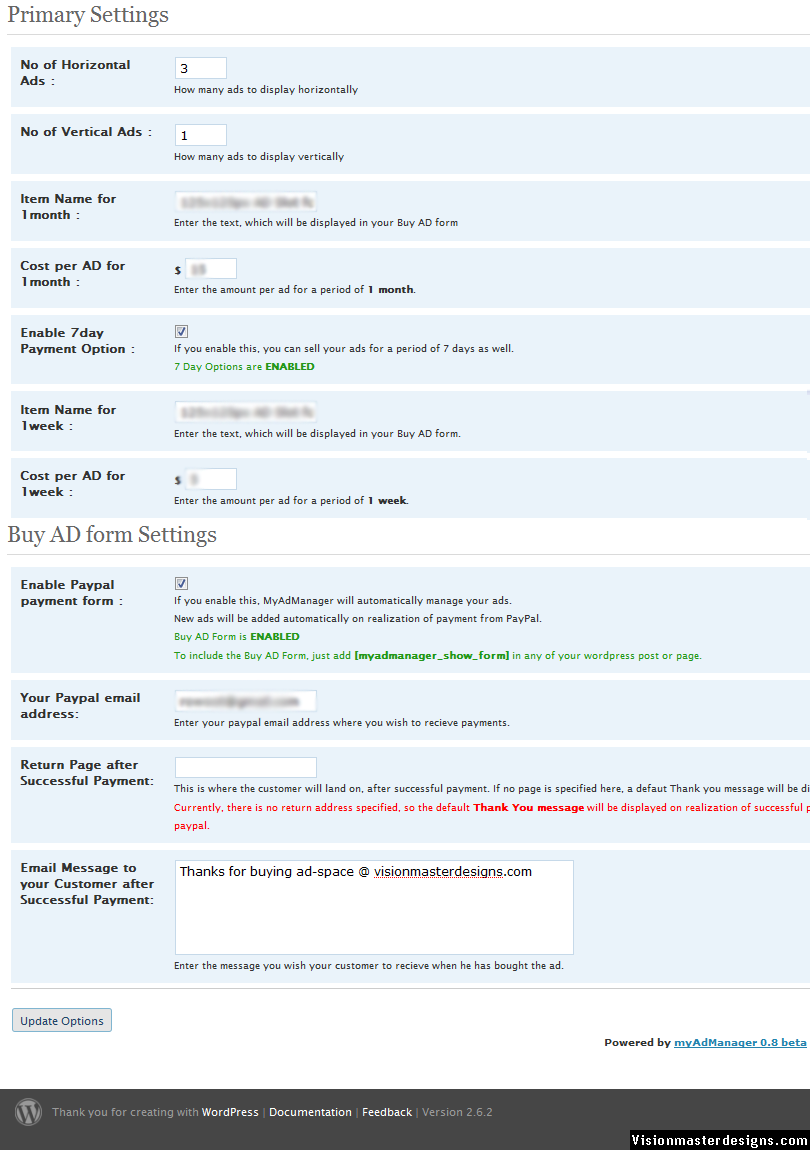 Primary Settings
No of Horizontal
Ads :
3
How many ads to display horizontally
No of Vertical Ads :
1
How many ads to display vertically
Item Name for
1month :
Enter the text, which will be displayed in your Buy AD form
Cost per AD for
1month :
$
Enter the amount per ad for a period of 1 month.
Enable 7day
Payment Option :
If you enable this, you can sell your ads for a period of 7 days as well.
7 Day Options are ENABLED
Item Name for
1week :
Enter the text, which will be displayed in your Buy AD form.
Cost per AD for
1week :
$
Enter the amount per ad for a period of 1 week.
Buy AD form Settings
Enable Paypal
payment form :
If you enable this, MyAdManager will automatically manage your ads.
New ads will be added automatically on realization of payment from PayPal.
Buy AD Form is ENABLED
To include the Buy AD Form, just add [myadmanager_show_form] in any of your wordpress post or page.
Your Paypal email
address:
Enter your paypal email address where you wish to recieve payments.
Return Page after
Successful Payment:
This is where the customer will land on, after successful payment. If no page is specified here, a defaut Thank you message will be di
Currently, there is no return address specified, so the default Thank You message will be displayed on realization of successful p
paypal.
Email Message to
your Customer after
Successful Payment:
Thanks for buying ad-space @ visionmasterdesigns.com
Enter the message you wish your customer to recieve when he has bought the ad.
Update Options
Powered by myAdManager 0.8 beta
Thank you for creating with WordPress | Documentation | Feedback | Version 2.6.2
Visionmasterdesigns.com